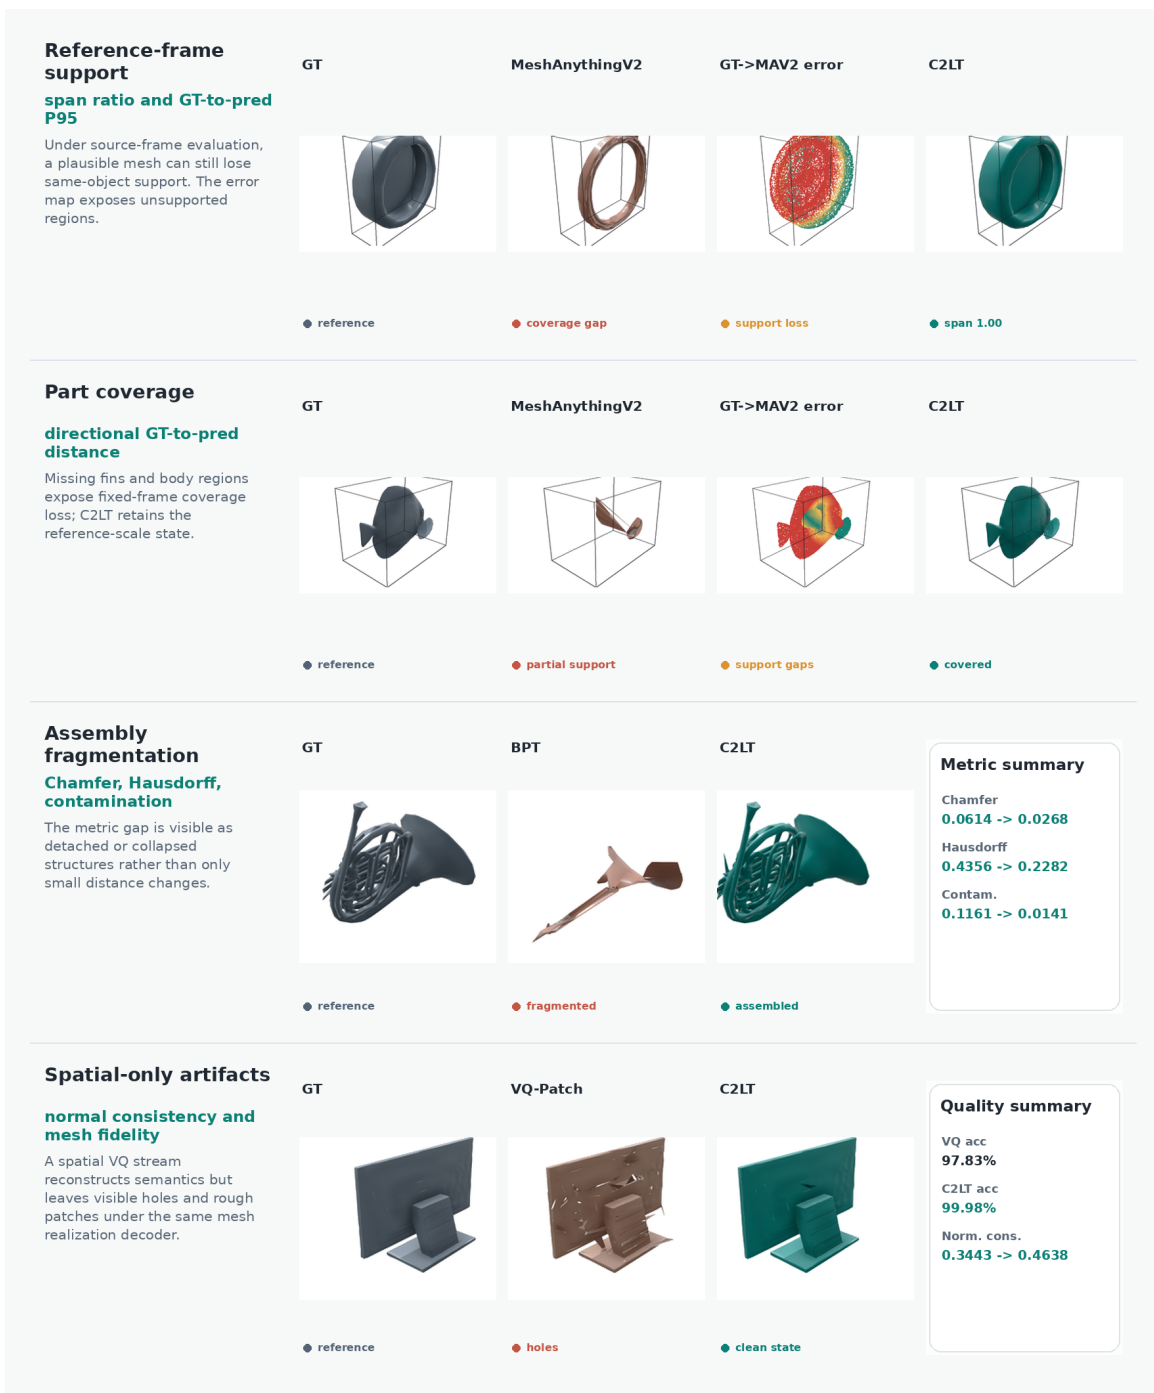 Reference-frame
support
span ratio and GT-to-pred
P95
Under source-frame evaluation,
a plausible mesh can still lose
same-object support. The error
map exposes unsupported
regions.
GT
MeshAnythingV2
GT->MAV2 error
C2LT
reference
coverage gap
support loss
span 1.00
Part coverage
directional GT-to-pred
distance
Missing fins and body regions
expose fixed-frame coverage
loss; C2LT retains the
reference-scale state.
GT
MeshAnythingV2
GT->MAV2 error
C2LT
reference
partial support
support gaps
covered
Assembly
fragmentation
Chamfer, Hausdorff,
contamination
The metric gap is visible as
detached or collapsed
structures rather than only
small distance changes.
GT
BPT
C2LT
Metric summary
Chamfer
0.0614 -> 0.0268
Hausdorff
0.4356 -> 0.2282
Contam.
0.1161 -> 0.0141
reference
fragmented
assembled
Spatial-only artifacts
normal consistency and
mesh fidelity
A spatial VQ stream
reconstructs semantics but
leaves visible holes and rough
patches under the same mesh
realization decoder.
GT
VQ-Patch
C2LT
Quality summary
VQ acc
97.83%
C2LT acc
99.98%
Norm. cons.
0.3443 -> 0.4638
reference
holes
clean state